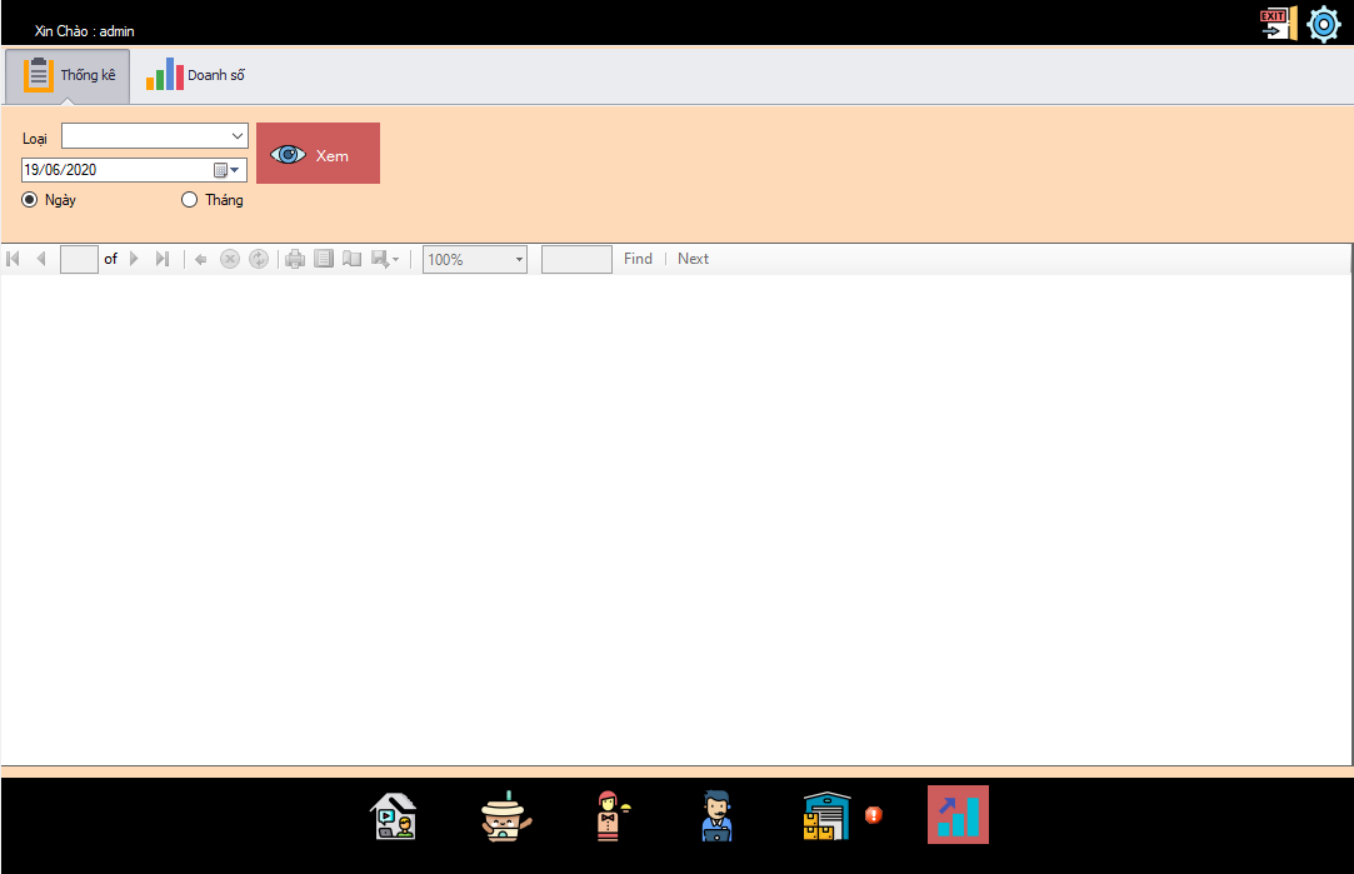 Xin Chào : admin
EXIT
Thống kê
Doanh số
Loại
Xem
19/06/2020
Ngày
Tháng
of
100%
Find
Next